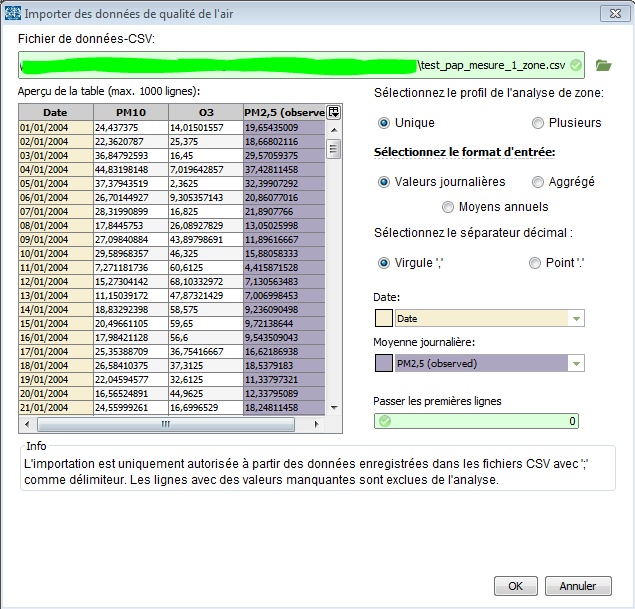 Importer des données de qualité de l'air
Fichier de données-CSV:
\test_pap_mesure_1_zone.csv
Aperçu de la table (max. 1000 lignes):
Date PM10 O3 PM2,5 (observe
01/01/2004 24,437375 14,01501557 19,65435009
02/01/2004 22,3620787 25,375 18,66802116
03/01/2004 36,84792593 16,45 29,57059375
04/01/2004 44,83198148 7,019642857 37,42811458
05/01/2004 37,37943519 2,3625 32,39907292
06/01/2004 26,70144927 9,305357143 20,86077016
07/01/2004 28,31990899 16,825 21,8907766
08/01/2004 17,8445753 26,08927829 13,05025998
09/01/2004 27,09840884 43,89798691 11,89616667
10/01/2004 29,58968357 46,325 15,88058333
11/01/2004 7,271181736 60,6125 4,415871528
12/01/2004 15,27304142 68,10332972 7,130563483
13/01/2004 11,15039172 47,87321429 7,006998453
14/01/2004 18,83292398 58,575 9,236090498
15/01/2004 20,49661105 59,65 9,72138644
16/01/2004 17,98421128 56,6 9,543509043
17/01/2004 25,35388709 36,75416667 16,62186938
18/01/2004 26,58410375 37,3125 18,5379183
19/01/2004 22,04594577 32,6125 11,33797321
20/01/2004 16,56524891 44,9625 12,33795089
21/01/2004 24,55999261 16,6996529 18,24811458
Sélectionnez le profil de l'analyse de zone:
Unique Plusieurs
Sélectionnez le format d'entrée:
Valeurs journalières Aggrégé
Moyens annuels
Sélectionnez le séparateur décimal :
Virgule ',' Point '.'
Date:
Date
Moyenne journalière:
PM2,5 (observed)
Passer les premières lignes
0
Info
L'importation est uniquement autorisée à partir des données enregistrées dans les fichiers CSV avec ';'
comme délimiteur. Les lignes avec des valeurs manquantes sont exclues de l'analyse.
OK Annuler